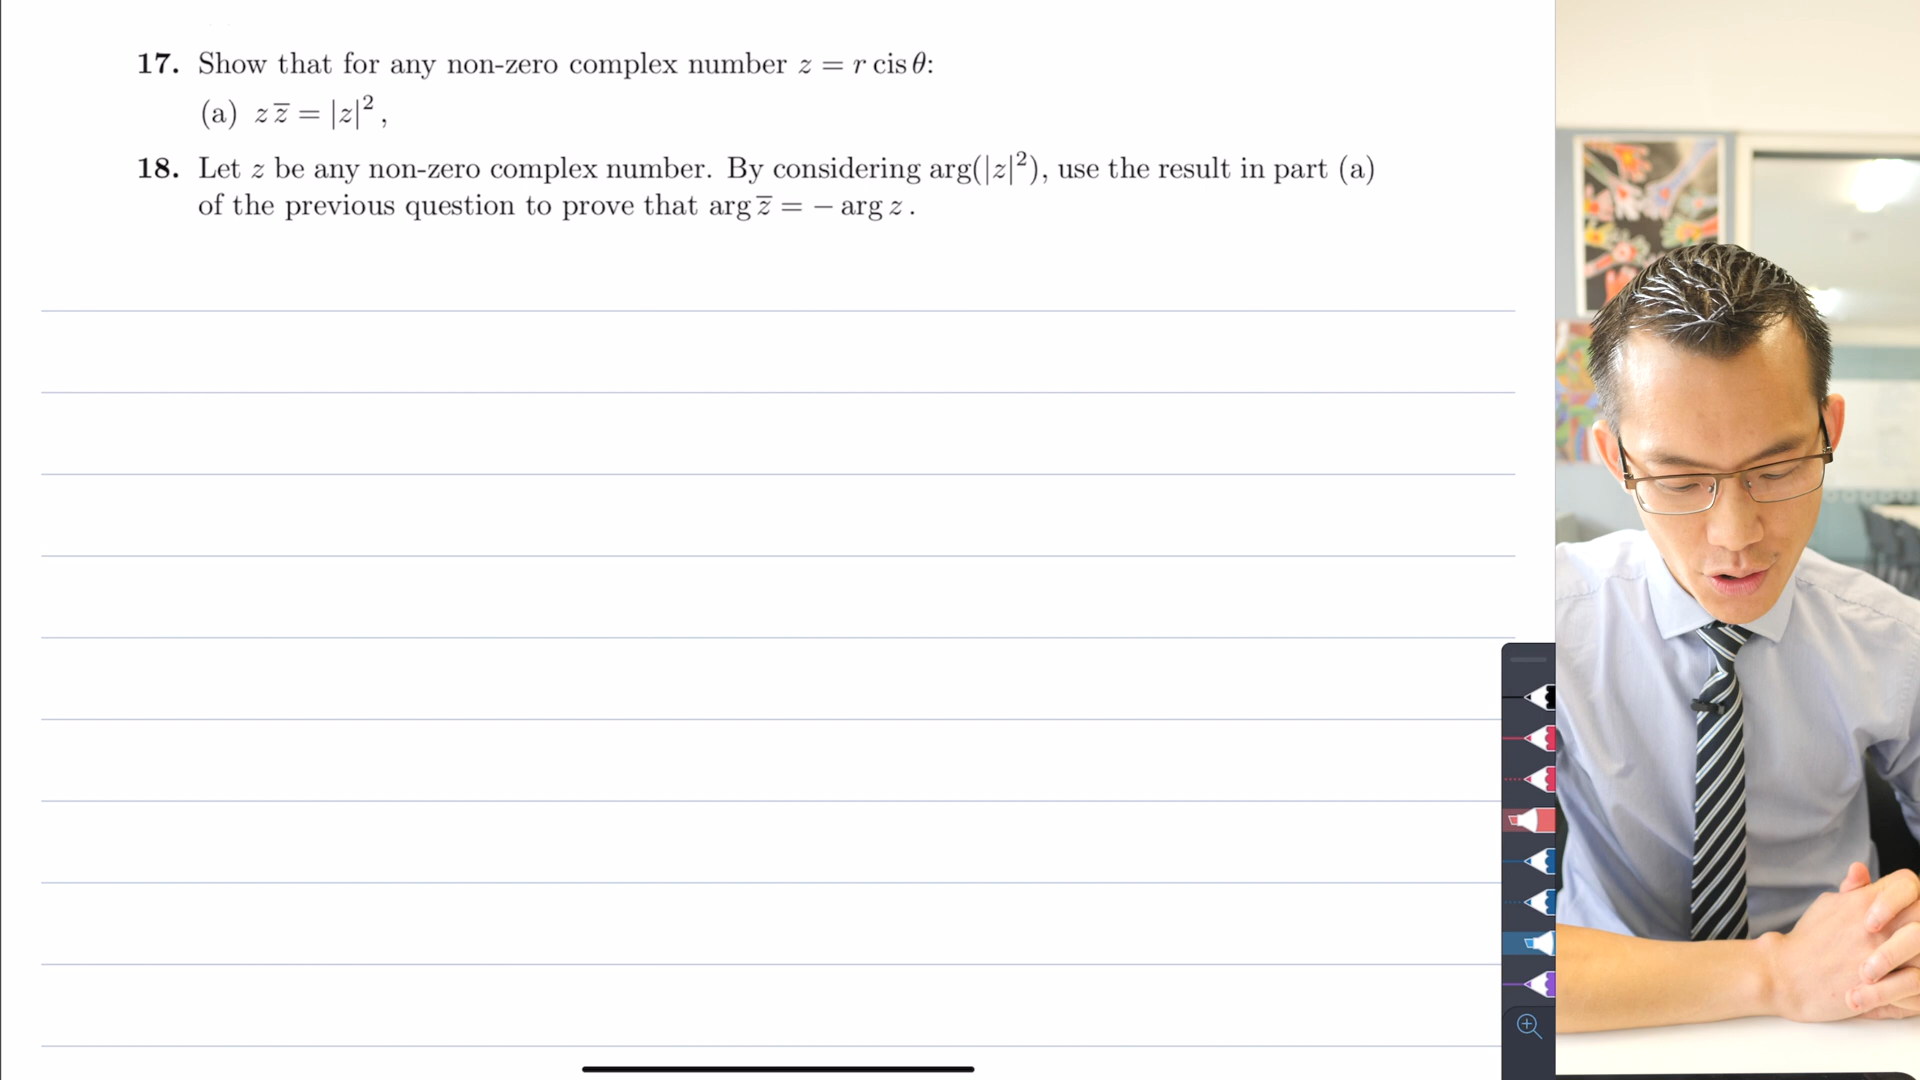 17. Show that for any non-zero complex number z = r cis θ:
(a) z z̅ = |z|²,
18. Let z be any non-zero complex number. By considering arg(|z|²), use the result in part (a)
of the previous question to prove that arg z̅ = − arg z .